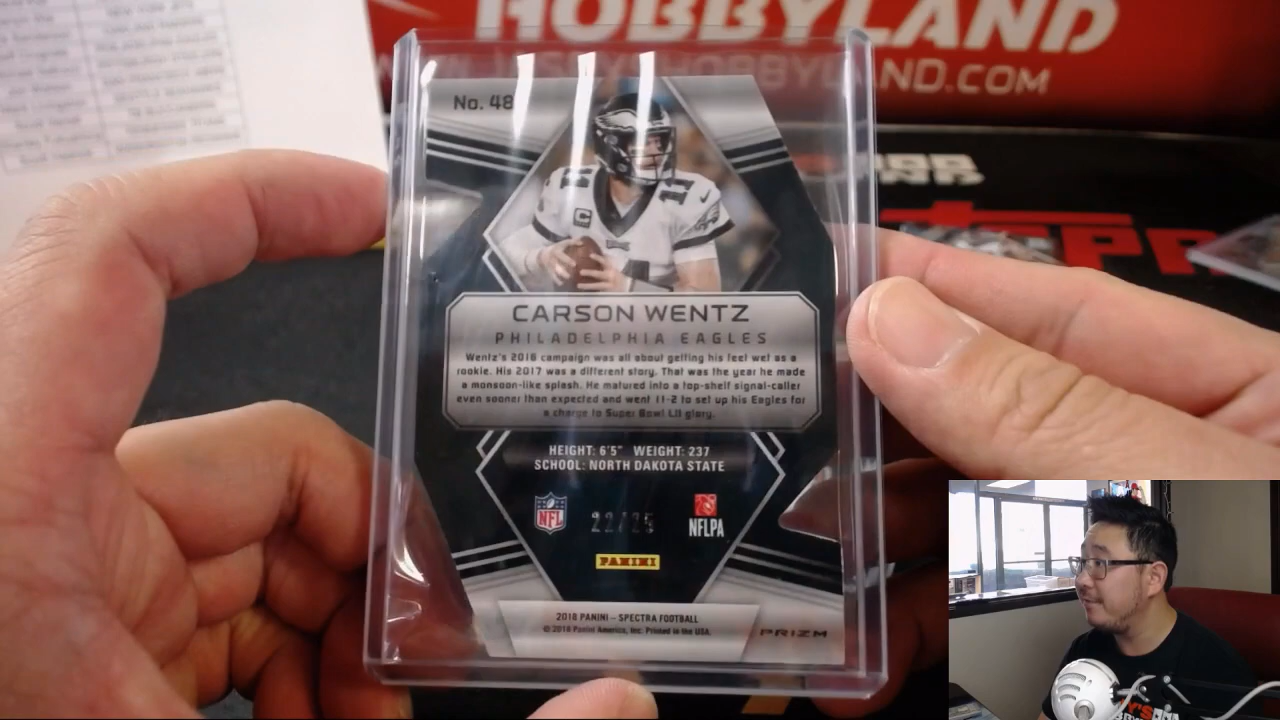 HOBBYLAND
HOBBYLAND.COM
No. 48
11 11
C
CARSON WENTZ
PHILADELPHIA EAGLES
Wentz's 2016 campaign was all about getting his feet wet as a
rookie. His 2017 was a different story. That was the year he made
a monsoon-like splash. He matured into a top-shelf signal-caller
even sooner than expected and went 11-2 to set up his Eagles for
a charge to Super Bowl LII glory.
HEIGHT: 6'5" WEIGHT: 237
SCHOOL: NORTH DAKOTA STATE
NFL 22/25 NFLPA
PANINI
2018 PANINI – SPECTRA FOOTBALL
© 2018 Panini America, Inc. Printed in the USA.
PRIZM